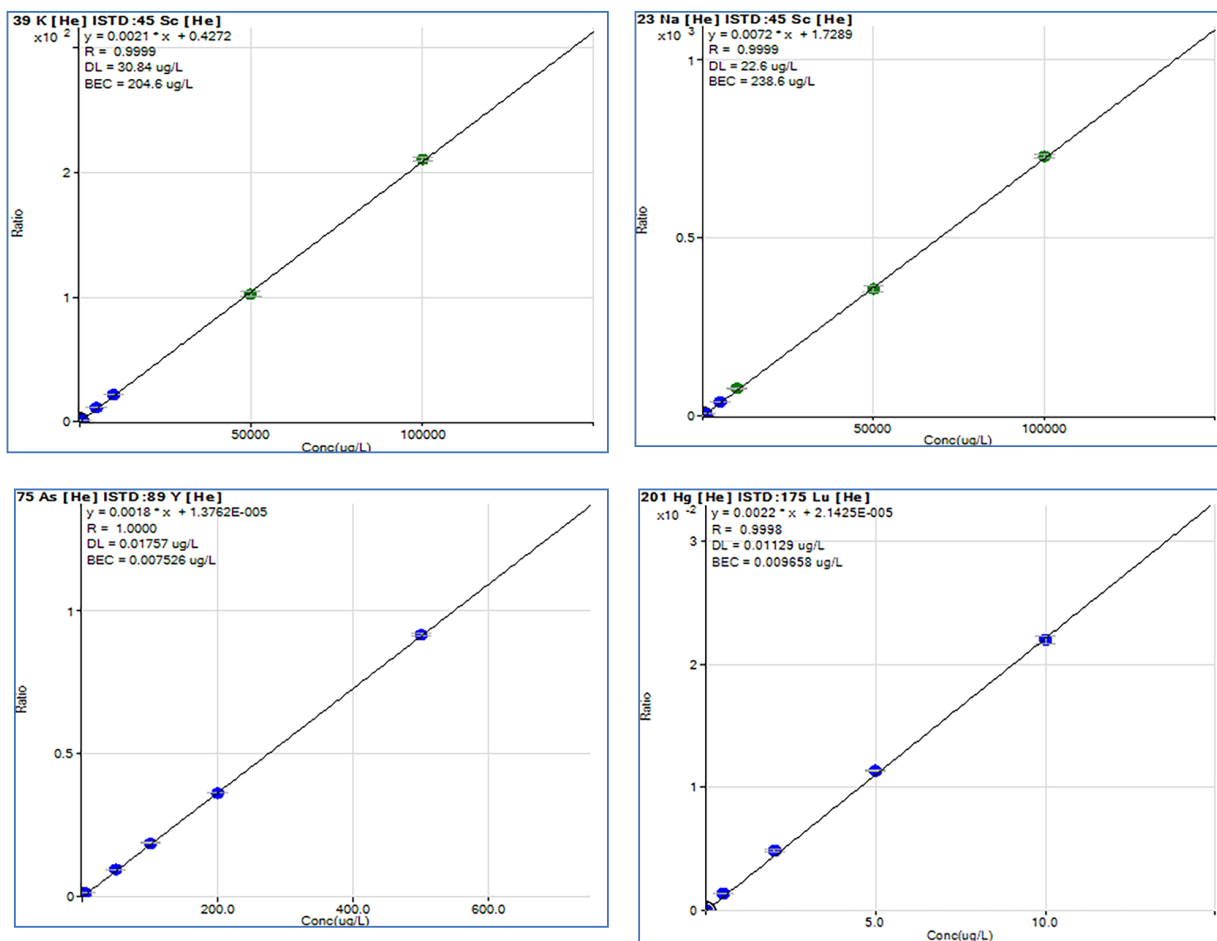 39 K [He] ISTD:45 Sc [He]
x10 2
y = 0.0021 * x + 0.4272
R = 0.9999
DL = 30.84 ug/L
BEC = 204.6 ug/L
2
1
0
Ratio
50000
100000
Conc(ug/L)
23 Na [He] ISTD:45 Sc [He]
x10 3
y = 0.0072 * x + 1.7289
R = 0.9999
DL = 22.6 ug/L
BEC = 238.6 ug/L
1
0.5
0
Ratio
50000
100000
Conc(ug/L)
75 As [He] ISTD:89 Y [He]
y = 0.0018 * x + 1.3762E-005
R = 1.0000
DL = 0.01757 ug/L
BEC = 0.007526 ug/L
1
0.5
0
Ratio
200.0
400.0
600.0
Conc(ug/L)
201 Hg [He] ISTD:175 Lu [He]
x10 -2
y = 0.0022 * x + 2.1425E-005
R = 0.9998
DL = 0.01129 ug/L
BEC = 0.009658 ug/L
3
2
1
0
Ratio
5.0
10.0
Conc(ug/L)